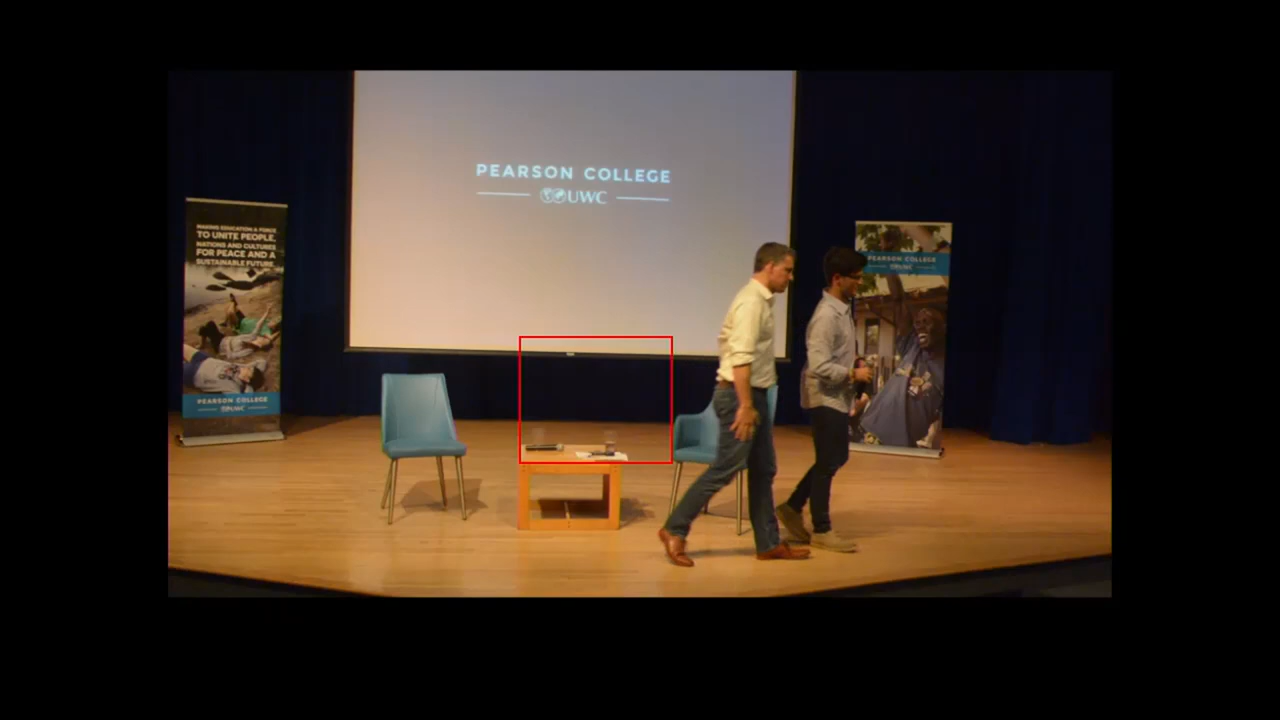 PEARSON COLLEGE
UWC
MAKING EDUCATION A FORCE
TO UNITE PEOPLE,
NATIONS AND CULTURES
FOR PEACE AND A
SUSTAINABLE FUTURE.
PEARSON COLLEGE
UWC
PEARSON COLLEGE
UWC